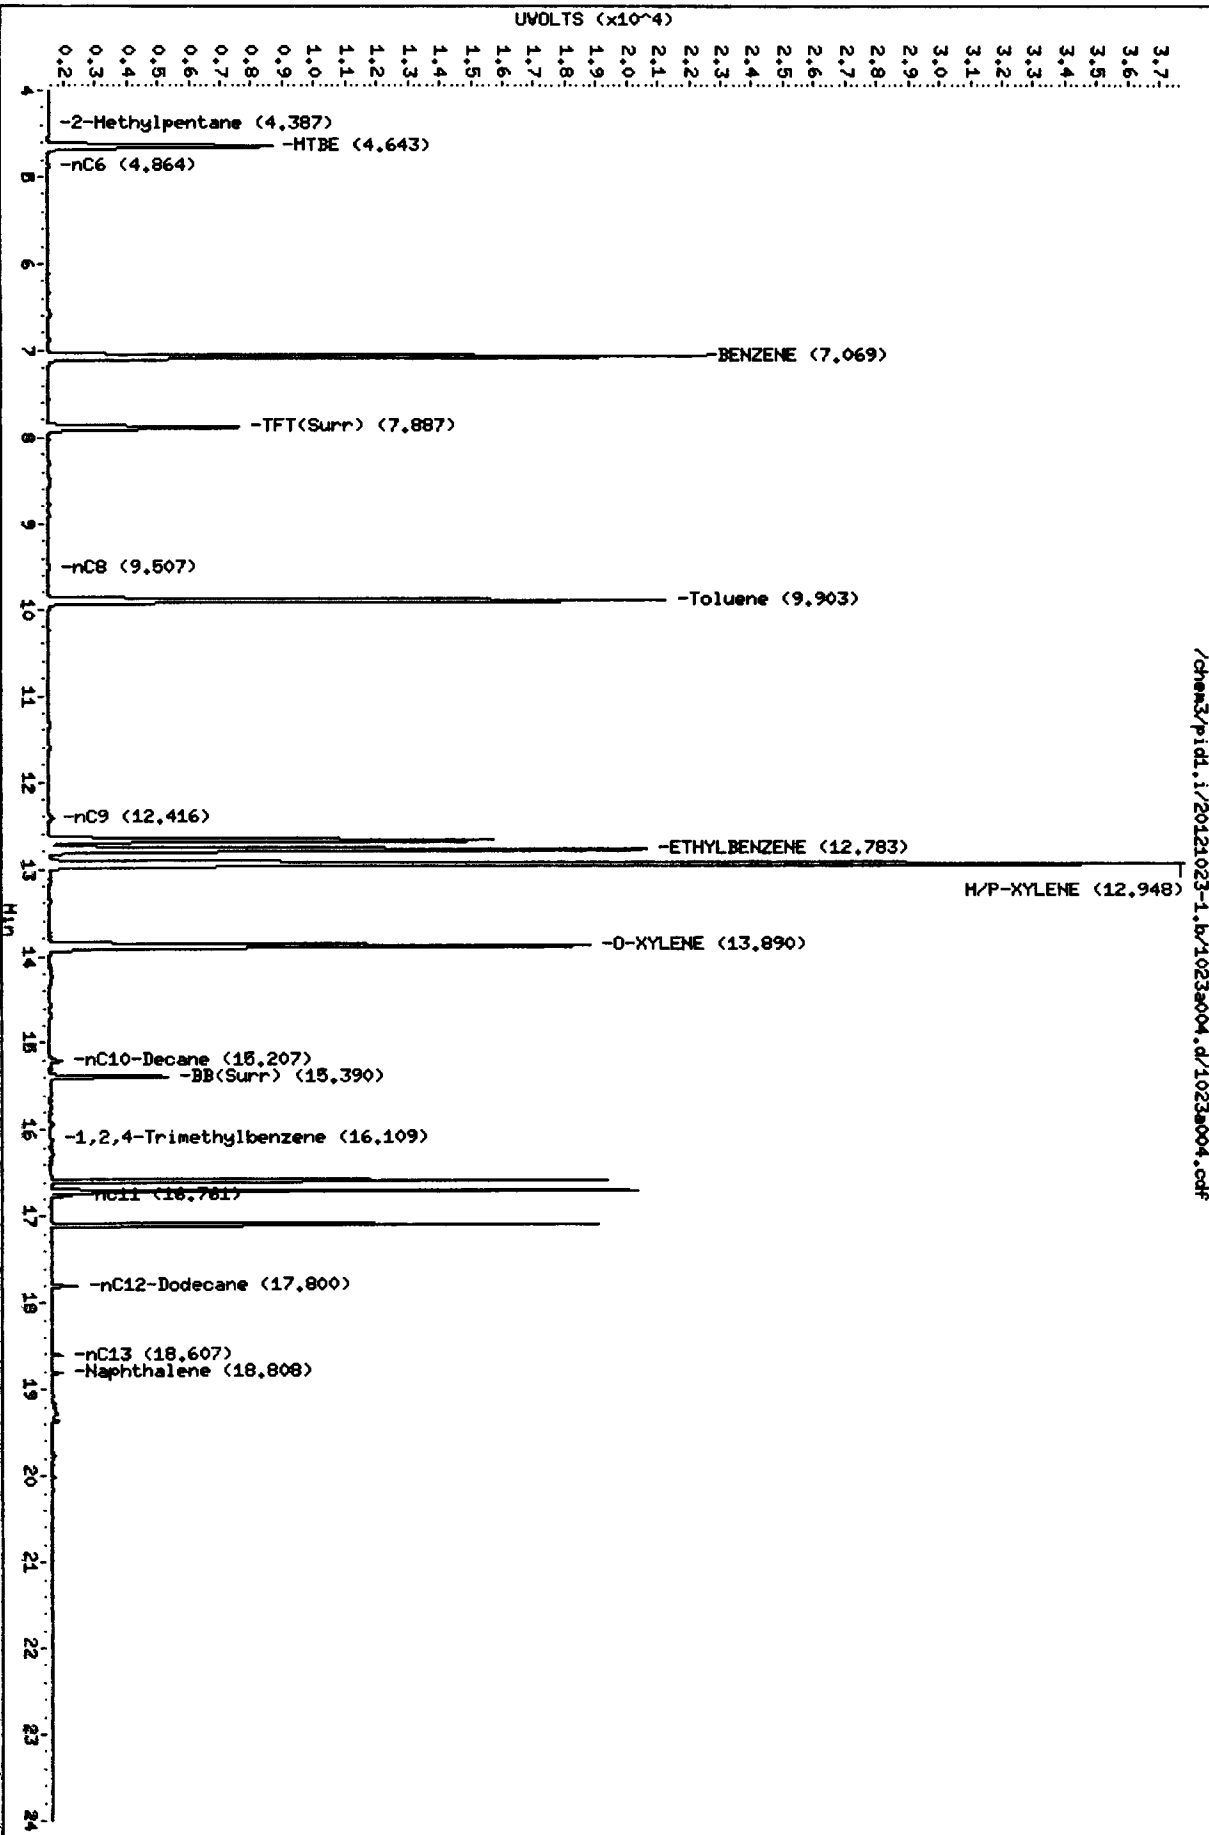 UVOLTS (x10^4)
0.2 0.3 0.4 0.5 0.6 0.7 0.8 0.9 1.0 1.1 1.2 1.3 1.4 1.5 1.6 1.7 1.8 1.9 2.0 2.1 2.2 2.3 2.4 2.5 2.6 2.7 2.8 2.9 3.0 3.1 3.2 3.3 3.4 3.5 3.6 3.7
-2-Methylpentane (4.387)
-MTBE (4.643)
-nC6 (4.864)
-BENZENE (7.069)
-TFT(Surr) (7.887)
-nC8 (9.507)
-Toluene (9.903)
-nC9 (12.416)
-ETHYLBENZENE (12.783)
M/P-XYLENE (12.948)
-O-XYLENE (13.890)
-nC10-Decane (15.207)
-BB(Surr) (15.390)
-1,2,4-Trimethylbenzene (16.109)
-nC11 (16.761)
-nC12-Dodecane (17.800)
-nC13 (18.607)
-Naphthalene (18.808)
4 5 6 7 8 9 10 11 12 13 14 15 16 17 18 19 20 21 22 23 24
Min
/chem3/pid1.i/20121023-1.b/1023a004.d/1023a004.cdf